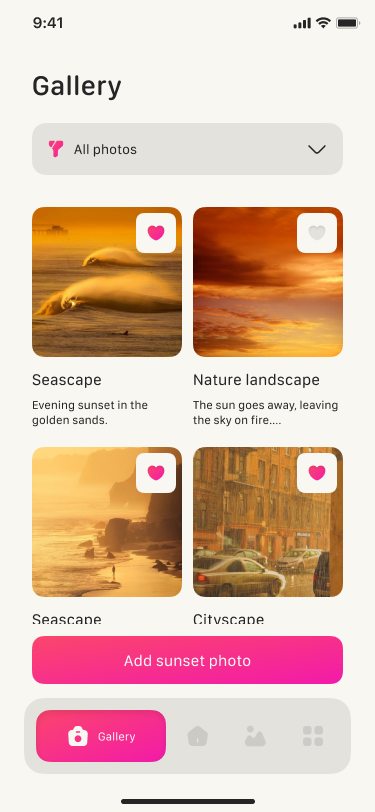 9:41
Gallery
All photos
Seascape
Evening sunset in the
golden sands.
Nature landscape
The sun goes away, leaving
the sky on fire....
Seascape
Cityscape
Add sunset photo
Gallery